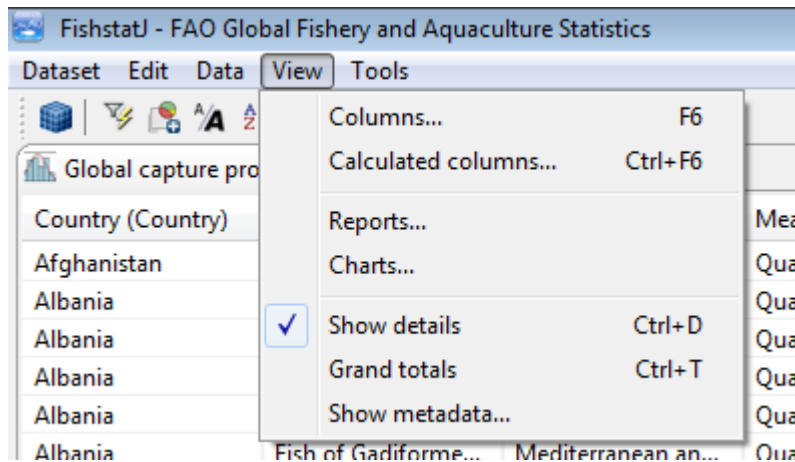 FishstatJ - FAO Global Fishery and Aquaculture Statistics
Dataset Edit Data View Tools
Columns... F6
Calculated columns... Ctrl+F6
Reports...
Charts...
Show details Ctrl+D
Grand totals Ctrl+T
Show metadata...
Global capture pro
Country (Country) Mea
Afghanistan Qua
Albania Qua
Albania Qua
Albania Qua
Albania Qua
Albania Fish of Gadiforme... Mediterranean an... Qua